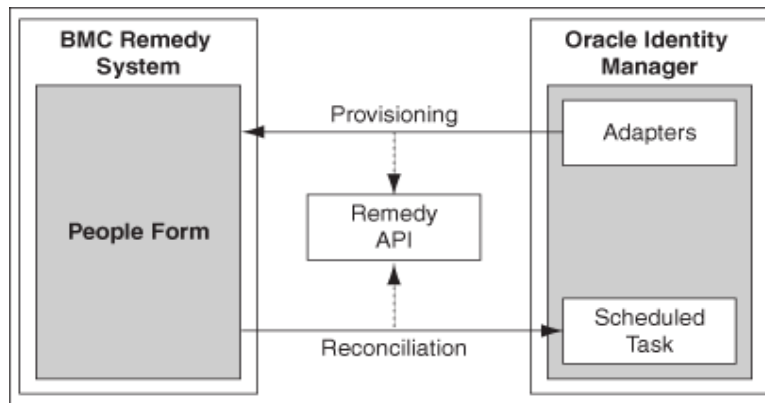 BMC Remedy
System
People Form
Provisioning
Remedy
API
Reconciliation
Oracle Identity
Manager
Adapters
Scheduled
Task